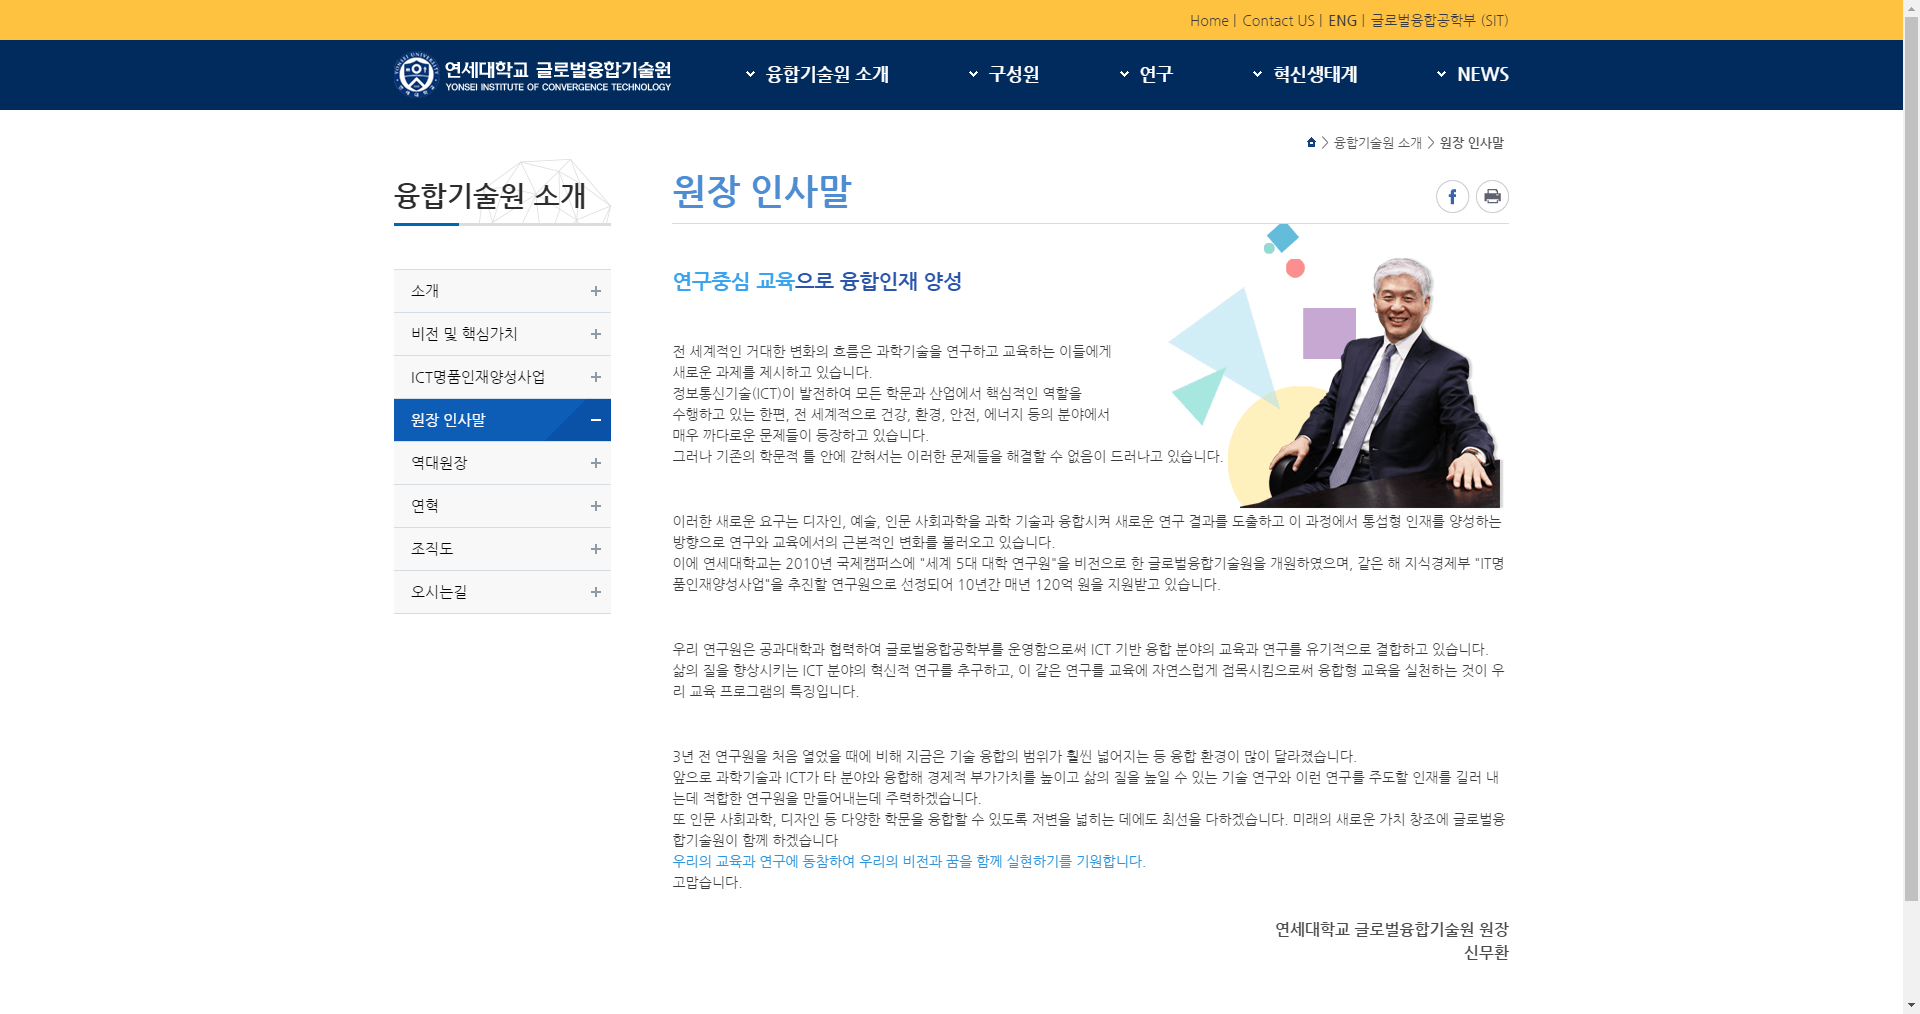 Home | Contact US | ENG | 글로벌융합공학부 (SIT)
연세대학교 글로벌융합기술원
YONSEI INSTITUTE OF CONVERGENCE TECHNOLOGY
융합기술원 소개
구성원
연구
혁신생태계
NEWS
> 융합기술원 소개 > 원장 인사말
융합기술원 소개
소개
비전 및 핵심가치
ICT명품인재양성사업
원장 인사말
역대원장
연혁
조직도
오시는길
원장 인사말
연구중심 교육으로 융합인재 양성
전 세계적인 거대한 변화의 흐름은 과학기술을 연구하고 교육하는 이들에게
새로운 과제를 제시하고 있습니다.
정보통신기술(ICT)이 발전하여 모든 학문과 산업에서 핵심적인 역할을
수행하고 있는 한편, 전 세계적으로 건강, 환경, 안전, 에너지 등의 분야에서
매우 까다로운 문제들이 등장하고 있습니다.
그러나 기존의 학문적 틀 안에 갇혀서는 이러한 문제들을 해결할 수 없음이 드러나고 있습니다.
이러한 새로운 요구는 디자인, 예술, 인문 사회과학을 과학 기술과 융합시켜 새로운 연구 결과를 도출하고 이 과정에서 통섭형 인재를 양성하는
방향으로 연구와 교육에서의 근본적인 변화를 불러오고 있습니다.
이에 연세대학교는 2010년 국제캠퍼스에 "세계 5대 대학 연구원"을 비전으로 한 글로벌융합기술원을 개원하였으며, 같은 해 지식경제부 "IT명
품인재양성사업"을 추진할 연구원으로 선정되어 10년간 매년 120억 원을 지원받고 있습니다.
우리 연구원은 공과대학과 협력하여 글로벌융합공학부를 운영함으로써 ICT 기반 융합 분야의 교육과 연구를 유기적으로 결합하고 있습니다.
삶의 질을 향상시키는 ICT 분야의 혁신적 연구를 추구하고, 이 같은 연구를 교육에 자연스럽게 접목시킴으로써 융합형 교육을 실천하는 것이 우
리 교육 프로그램의 특징입니다.
3년 전 연구원을 처음 열었을 때에 비해 지금은 기술 융합의 범위가 훨씬 넓어지는 등 융합 환경이 많이 달라졌습니다.
앞으로 과학기술과 ICT가 타 분야와 융합해 경제적 부가가치를 높이고 삶의 질을 높일 수 있는 기술 연구와 이런 연구를 주도할 인재를 길러 내
는데 적합한 연구원을 만들어내는데 주력하겠습니다.
또 인문 사회과학, 디자인 등 다양한 학문을 융합할 수 있도록 저변을 넓히는 데에도 최선을 다하겠습니다. 미래의 새로운 가치 창조에 글로벌융
합기술원이 함께 하겠습니다
우리의 교육과 연구에 동참하여 우리의 비전과 꿈을 함께 실현하기를 기원합니다.
고맙습니다.
연세대학교 글로벌융합기술원 원장
신무환